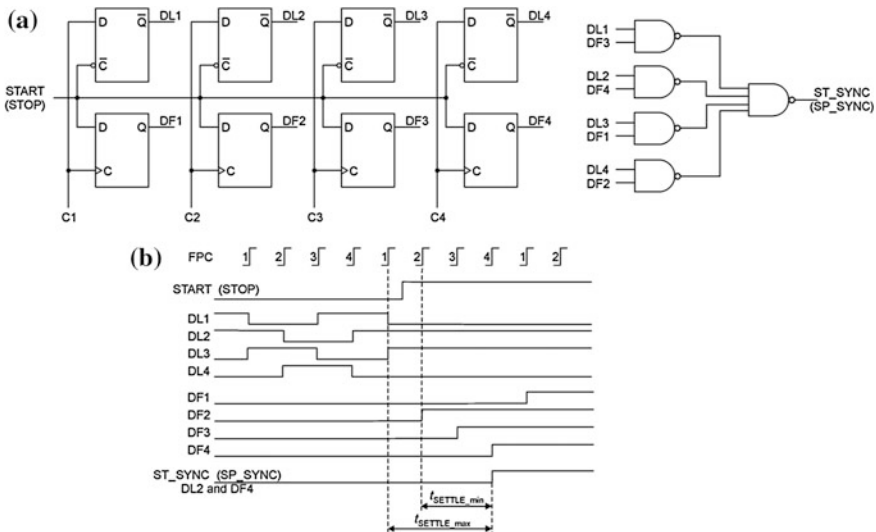 (a)
D Q̅ DL1 D Q̅ DL2 D Q̅ DL3 D Q̅ DL4
C̅ C̅ C̅ C̅
START
(STOP)
D Q DF1 D Q DF2 D Q DF3 D Q DF4
C C C C
C1 C2 C3 C4
DL1
DF3
DL2
DF4
DL3
DF1
DL4
DF2
ST_SYNC
(SP_SYNC)
(b)
FPC 1 2 3 4 1 2 3 4 1 2
START (STOP)
DL1
DL2
DL3
DL4
DF1
DF2
DF3
DF4
ST_SYNC (SP_SYNC)
DL2 and DF4
tSETTLE_min
tSETTLE_max